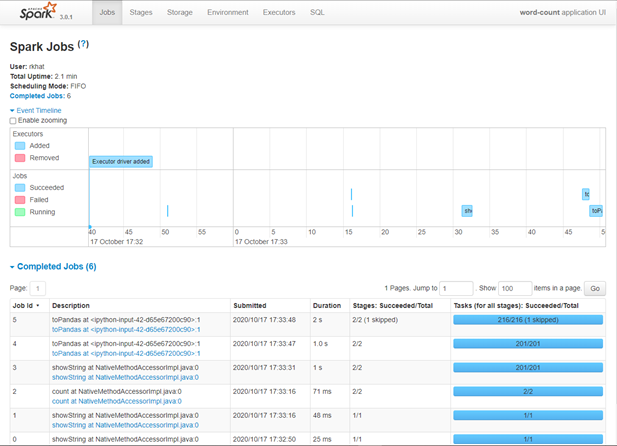 APACHE
Spark 3.0.1 Jobs Stages Storage Environment Executors SQL word-count application UI
Spark Jobs (?)
User: rkhat
Total Uptime: 2.1 min
Scheduling Mode: FIFO
Completed Jobs: 6
Event Timeline
Enable zooming
Executors
Added
Removed
Executor driver added
Jobs
Succeeded
Failed
Running
to
sho
toPa
40 45 50 55 0 5 10 15 20 25 30 35 40 45 5
17 October 17:32 17 October 17:33
Completed Jobs (6)
Page: 1 1 Pages. Jump to 1 . Show 100 items in a page. Go
Job Id Description Submitted Duration Stages: Succeeded/Total Tasks (for all stages): Succeeded/Total
5 toPandas at <ipython-input-42-d65e67200c90>:1 2020/10/17 17:33:48 2 s 2/2 (1 skipped) 216/216 (1 skipped)
toPandas at <ipython-input-42-d65e67200c90>:1
4 toPandas at <ipython-input-42-d65e67200c90>:1 2020/10/17 17:33:47 1.0 s 2/2 201/201
toPandas at <ipython-input-42-d65e67200c90>:1
3 showString at NativeMethodAccessorImpl.java:0 2020/10/17 17:33:31 1 s 2/2 201/201
showString at NativeMethodAccessorImpl.java:0
2 count at NativeMethodAccessorImpl.java:0 2020/10/17 17:33:16 71 ms 2/2 2/2
count at NativeMethodAccessorImpl.java:0
1 showString at NativeMethodAccessorImpl.java:0 2020/10/17 17:33:16 48 ms 1/1 1/1
showString at NativeMethodAccessorImpl.java:0
0 showString at NativeMethodAccessorImpl.java:0 2020/10/17 17:32:50 25 ms 1/1 1/1